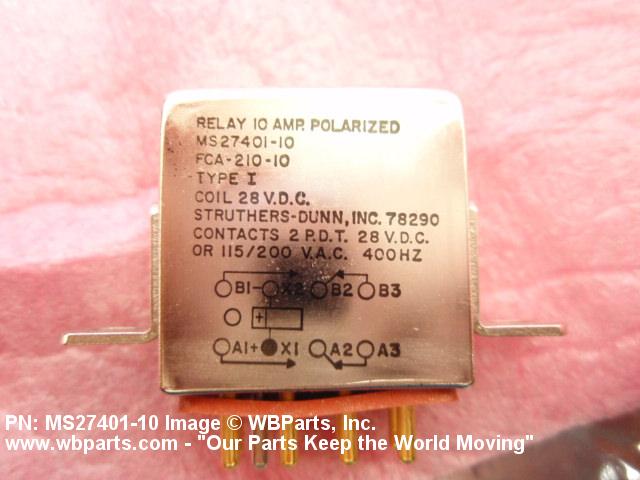 RELAY 10 AMP. POLARIZED
MS27401-10
FCA-210-10
TYPE I
COIL 28 V.D.C.
STRUTHERS-DUNN, INC. 78290
CONTACTS 2 P.D.T. 28 V.D.C.
OR 115/200 V.A.C. 400HZ
B1- X2 B2 B3
+
A1+ X1 A2 A3
PN: MS27401-10 Image © WBParts, Inc.
www.wbparts.com - "Our Parts Keep the World Moving"